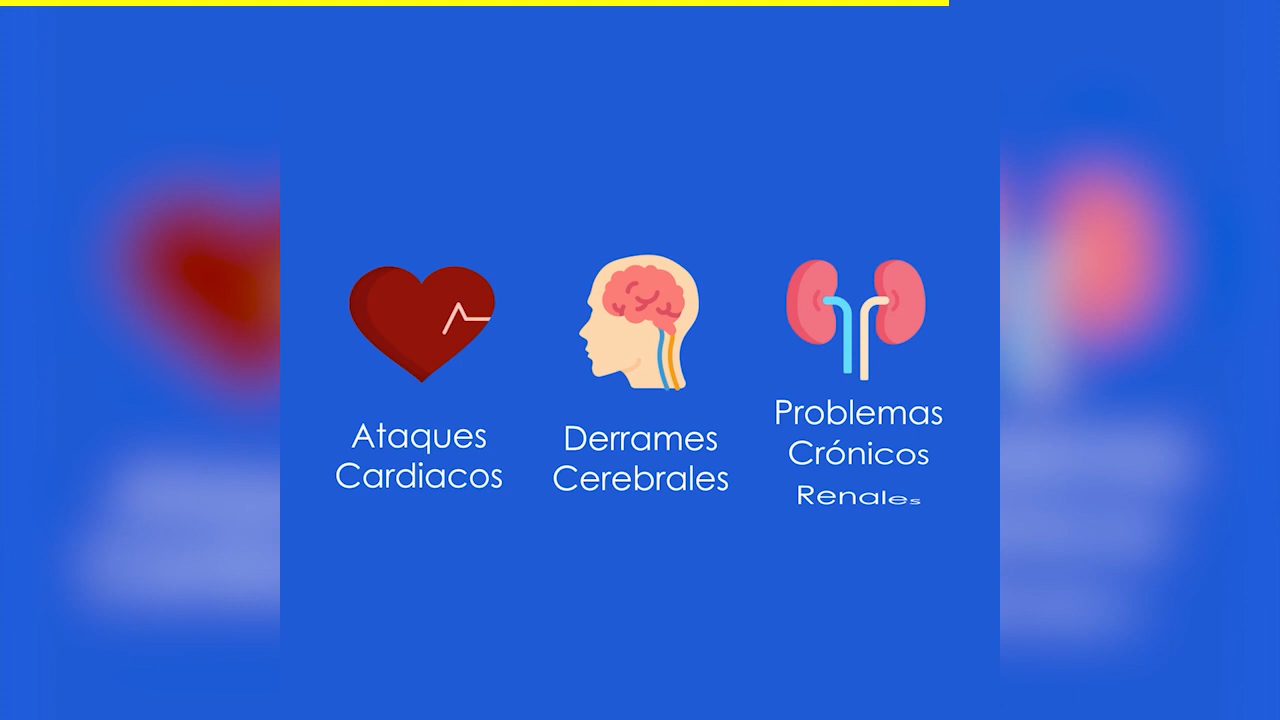 Ataques
Cardiacos
Derrames
Cerebrales
Problemas
Crónicos
Renales